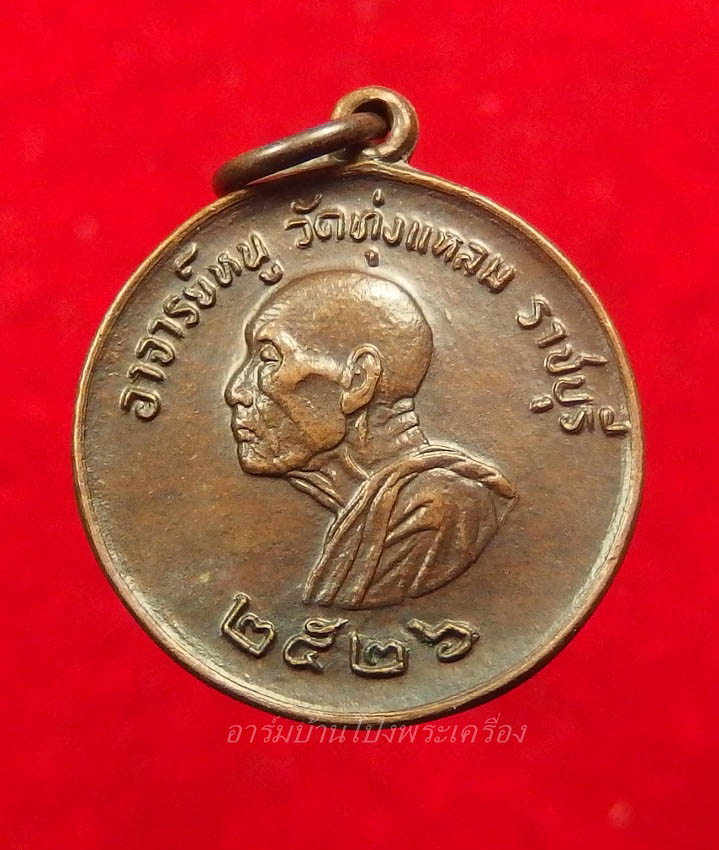 อาจารย์หนู วัดทุ่งแหลม ราชบุรี
๒๕๒๖
อาร์มบ้านโป่งพระเครื่อง